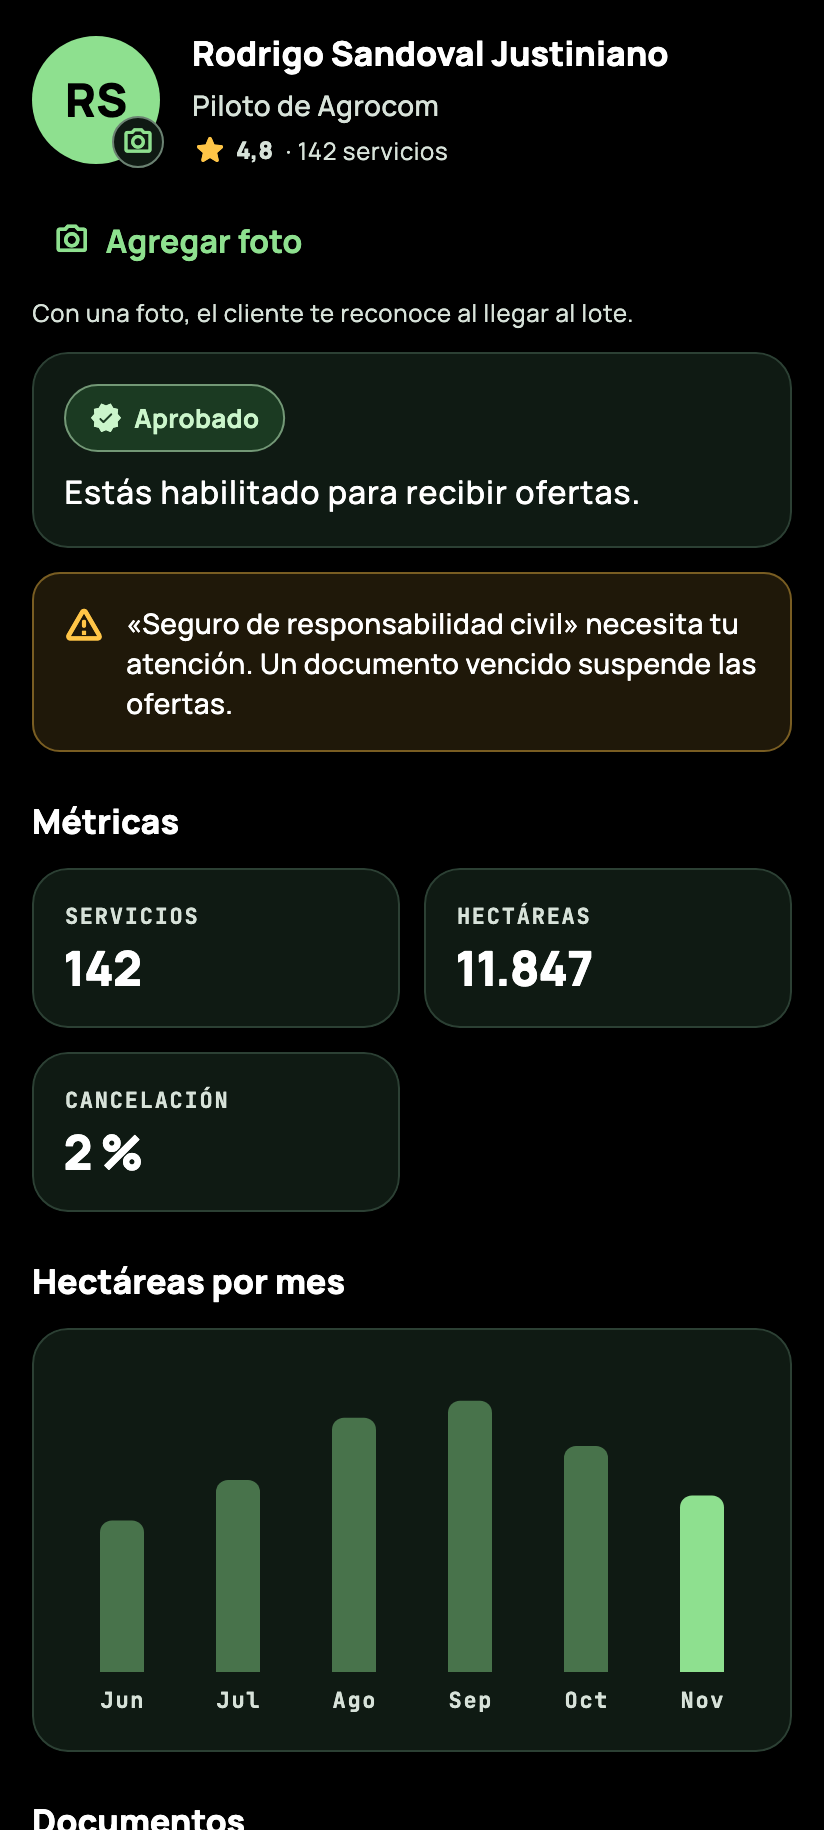 RS
Rodrigo Sandoval Justiniano
Piloto de Agrocom
4,8 · 142 servicios
Agregar foto
Con una foto, el cliente te reconoce al llegar al lote.
Aprobado
Estás habilitado para recibir ofertas.
«Seguro de responsabilidad civil» necesita tu
atención. Un documento vencido suspende las
ofertas.
Métricas
SERVICIOS
142
HECTÁREAS
11.847
CANCELACIÓN
2 %
Hectáreas por mes
Jun Jul Ago Sep Oct Nov
Documentos